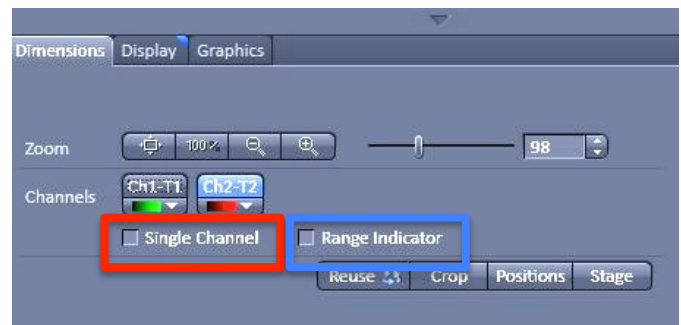 Dimensions Display Graphics
Zoom 100 % 98
Channels Ch1-T1 Ch2-T2
Single Channel Range Indicator
Reuse Crop Positions Stage